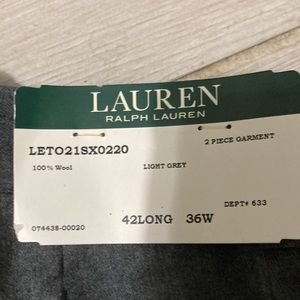 LAUREN
RALPH LAUREN
LETO21SX0220
2 PIECE GARMENT
100% Wool
LIGHT GREY
DEPT# 633
42LONG 36W
074438-00020